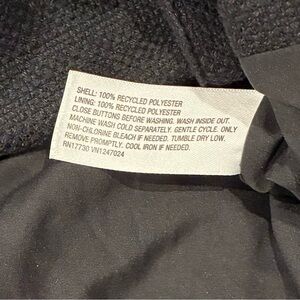 SHELL: 100% RECYCLED POLYESTER
LINING: 100% RECYCLED POLYESTER
CLOSE BUTTONS BEFORE WASHING. WASH INSIDE OUT.
MACHINE WASH COLD SEPARATELY. GENTLE CYCLE. ONLY
NON-CHLORINE BLEACH IF NEEDED. TUMBLE DRY LOW.
REMOVE PROMPTLY. COOL IRON IF NEEDED.
RN17730 VN1247024